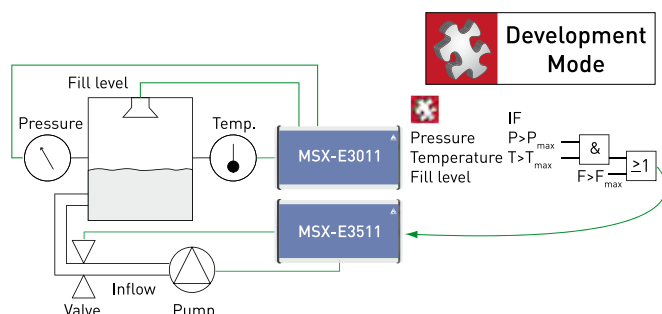 Development
Mode
Fill level
Pressure
Temp.
MSX-E3011
IF
Pressure
P>Pmax
&
Temperature
T>Tmax
≥1
Fill level
F>Fmax
MSX-E3511
Inflow
Valve
Pump